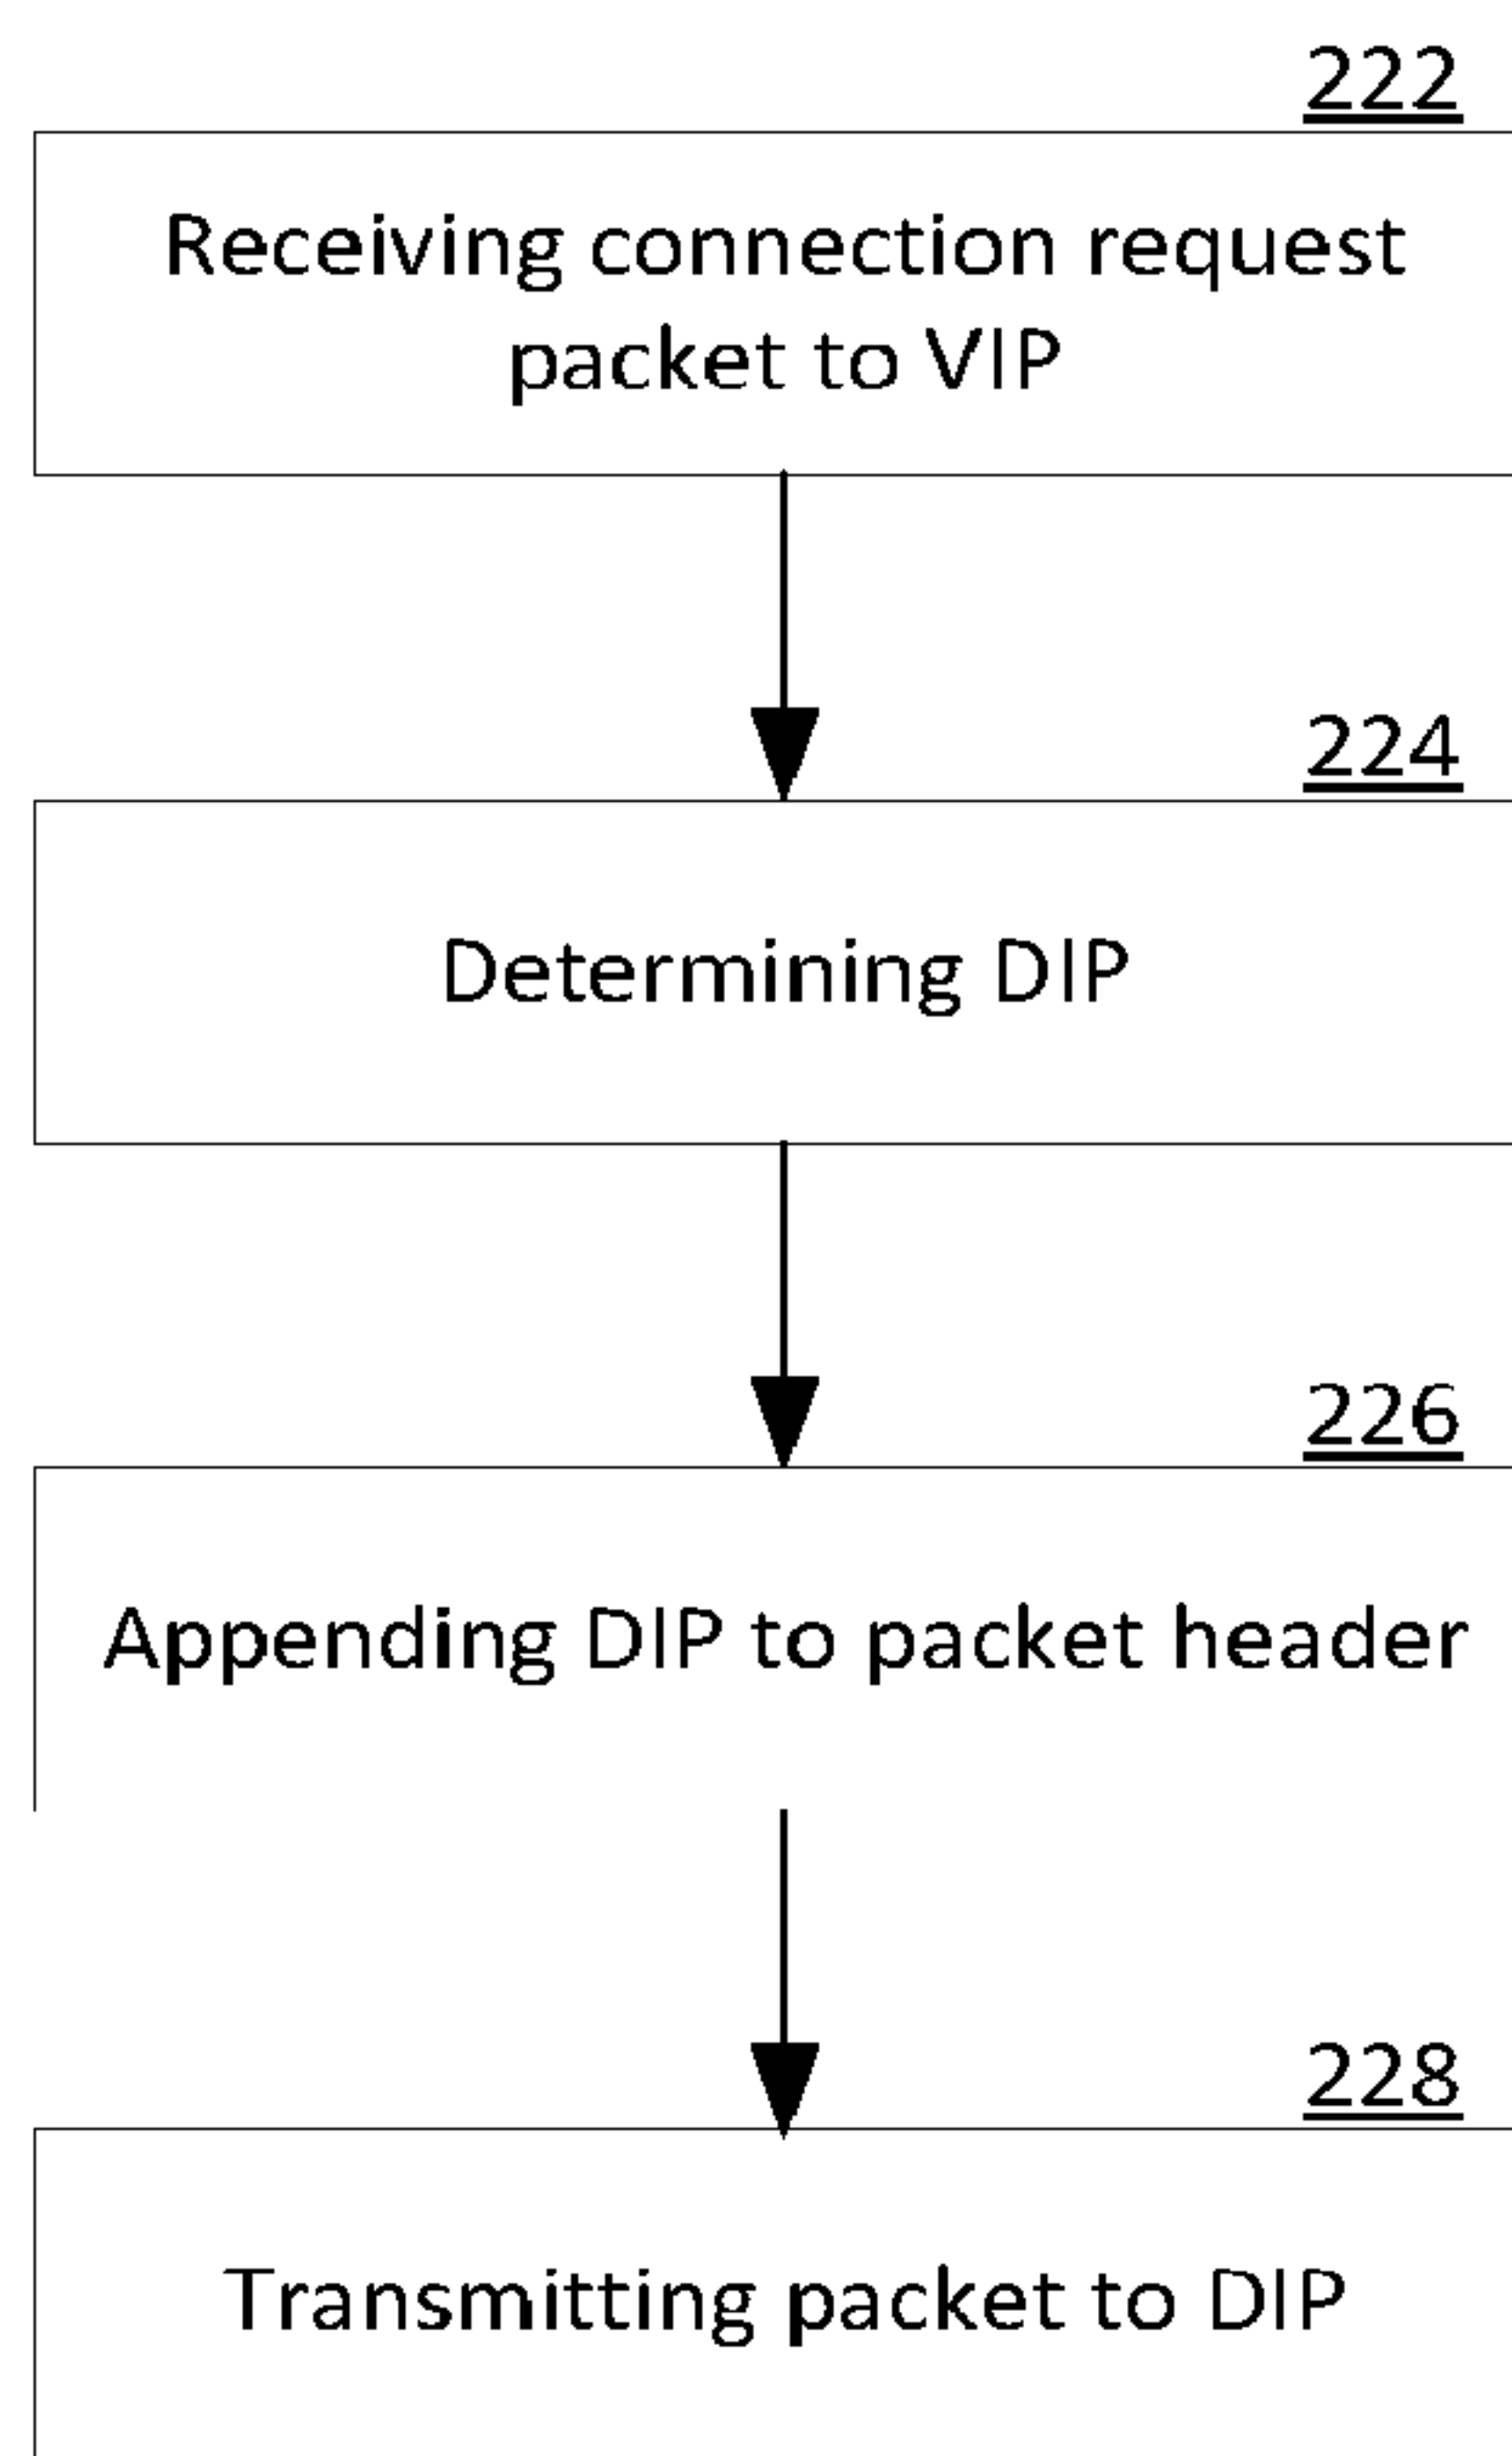 222
Receiving connection request
packet to VIP
224
Determining DIP
226
Appending DIP to packet header
228
Transmitting packet to DIP